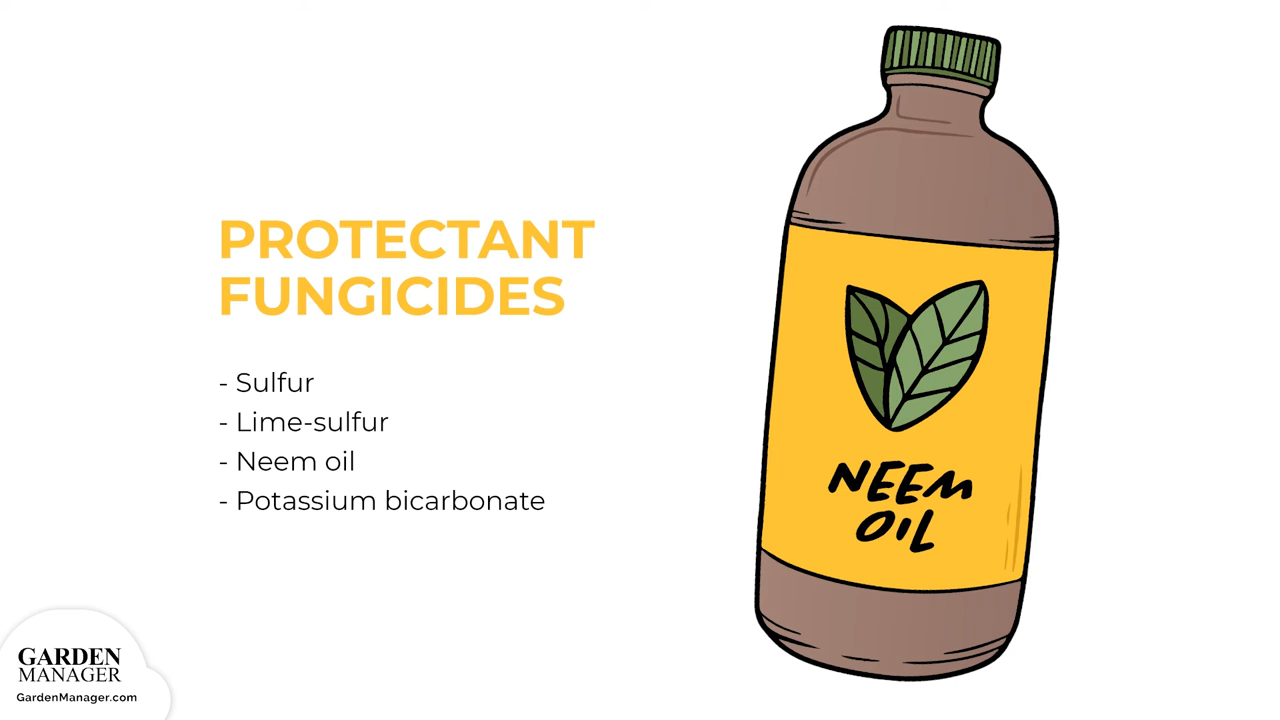 PROTECTANT
FUNGICIDES
- Sulfur
- Lime-sulfur
- Neem oil
- Potassium bicarbonate
NEEM
OIL
GARDEN
MANAGER
GardenManager.com